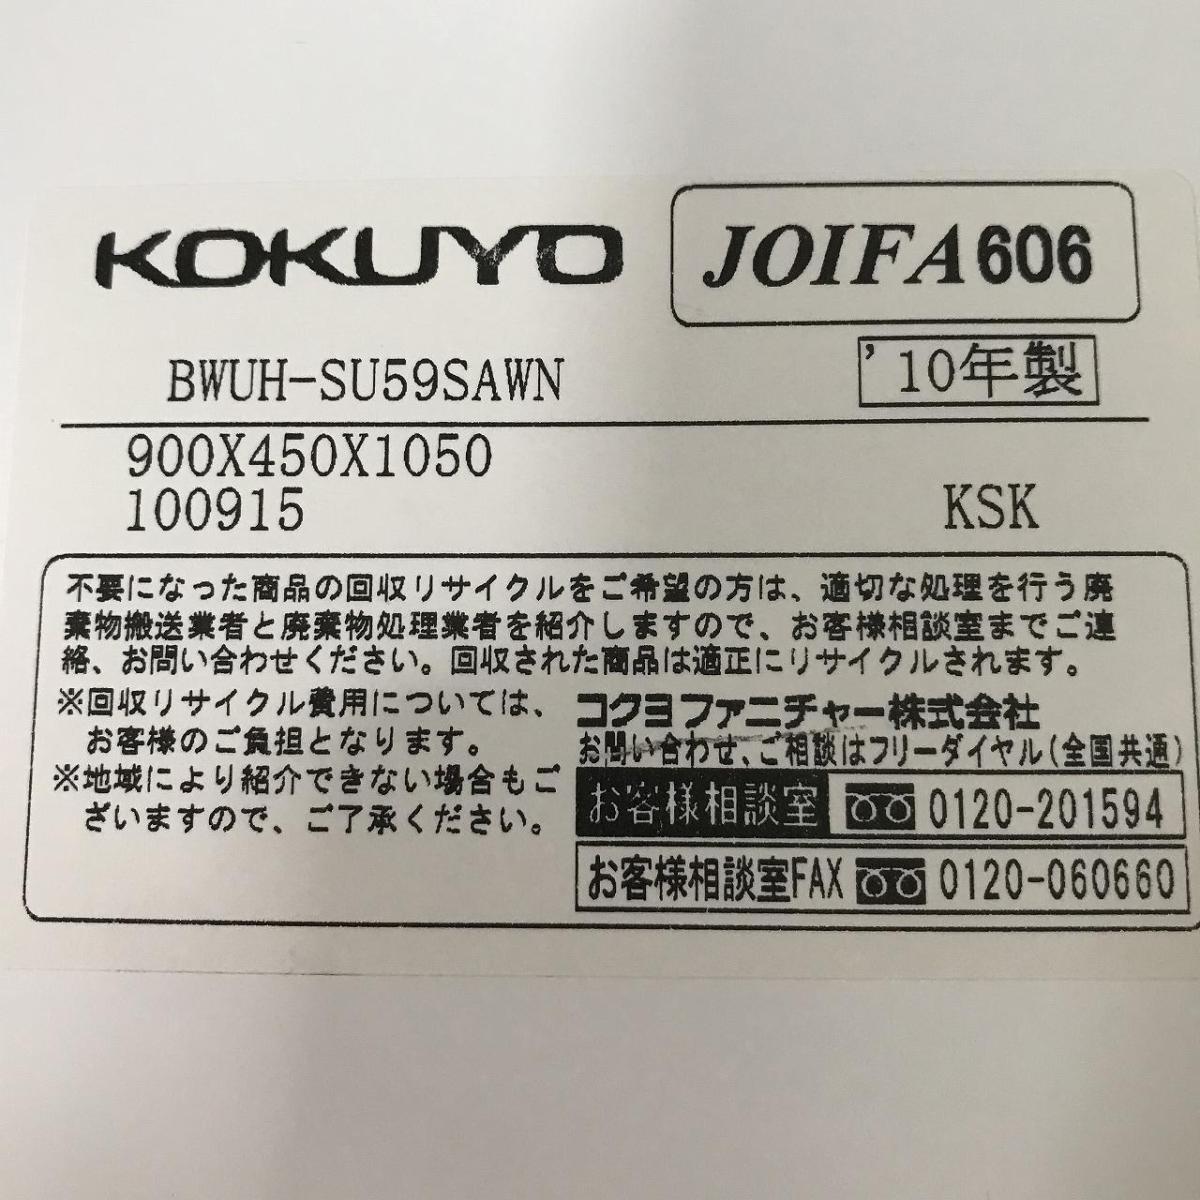 KOKUYO
JOIFA606
BWUH-SU59SAWN
'10年製
900X450X1050
100915
KSK
不要になった商品の回収リサイクルをご希望の方は、適切な処理を行う廃
棄物搬送業者と廃棄物処理業者を紹介しますので、お客様相談室までご連
絡、お問い合わせください。回収された商品は適正にリサイクルされます。
※回収リサイクル費用については、
お客様のご負担となります。
※地域により紹介できない場合もご
ざいますので、ご了承ください。
コクヨファニチャー株式会社
お問い合わせ、ご相談はフリーダイヤル(全国共通)
お客様相談室 0120-201594
お客様相談室FAX 0120-060660